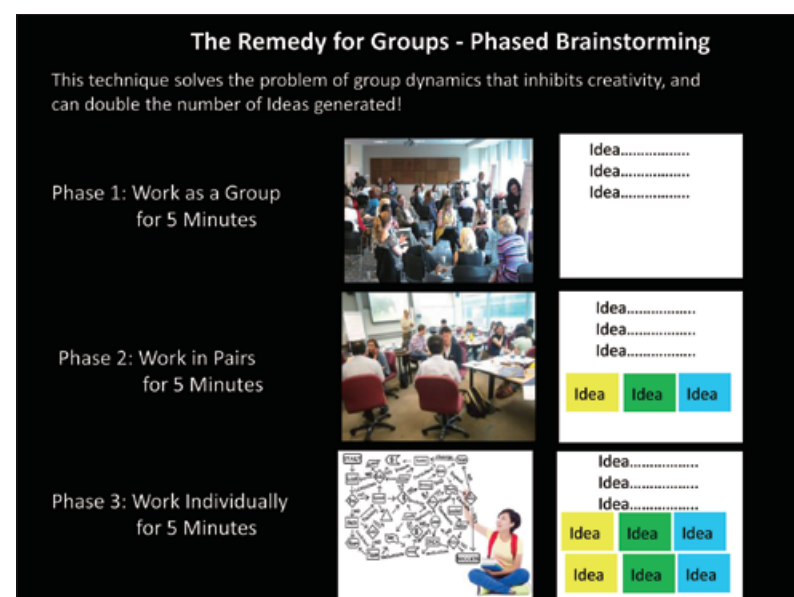 The Remedy for Groups - Phased Brainstorming
This technique solves the problem of group dynamics that inhibits creativity, and
can double the number of Ideas generated!
Phase 1: Work as a Group
for 5 Minutes
Idea..................
Idea..................
Idea..................
Phase 2: Work in Pairs
for 5 Minutes
Idea..................
Idea..................
Idea..................
Idea Idea Idea
Phase 3: Work Individually
for 5 Minutes
Idea..................
Idea..................
Idea..................
Idea Idea Idea
Idea Idea Idea